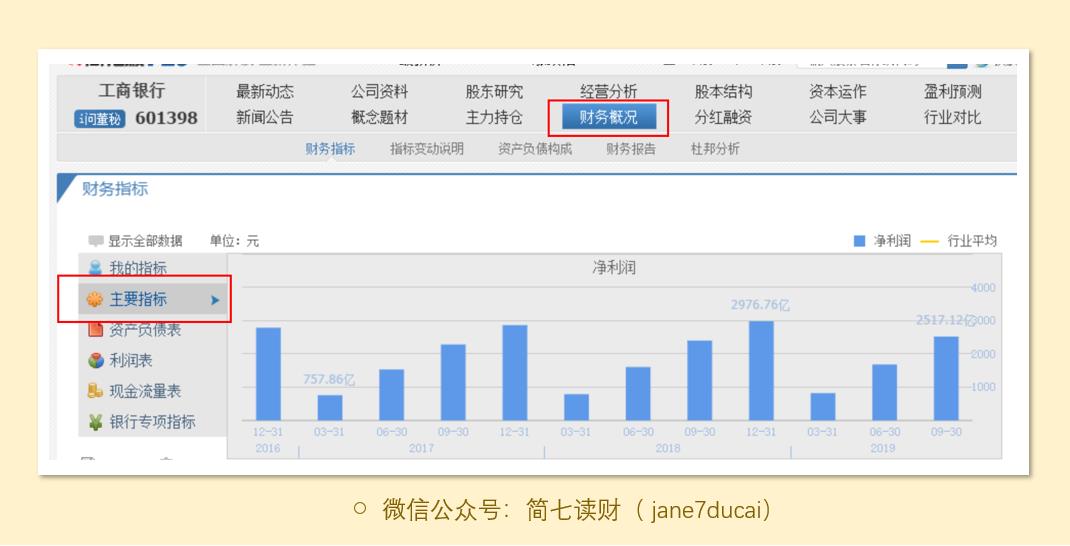 工商银行
最新动态 公司资料 股东研究 经营分析 股本结构 资本运作 盈利预测
i问董秘 601398
新闻公告 概念题材 主力持仓 财务概况 分红融资 公司大事 行业对比
财务指标 指标变动说明 资产负债构成 财务报告 杜邦分析
财务指标
显示全部数据 单位：元 净利润 行业平均
我的指标
主要指标
资产负债表
利润表
现金流量表
银行专项指标
净利润
4000
3000
2000
1000
2976.76亿
2517.12亿
757.86亿
12-31 03-31 06-30 09-30 12-31 03-31 06-30 09-30 12-31 03-31 06-30 09-30
2016 2017 2018 2019
微信公众号：简七读财（ jane7ducai）